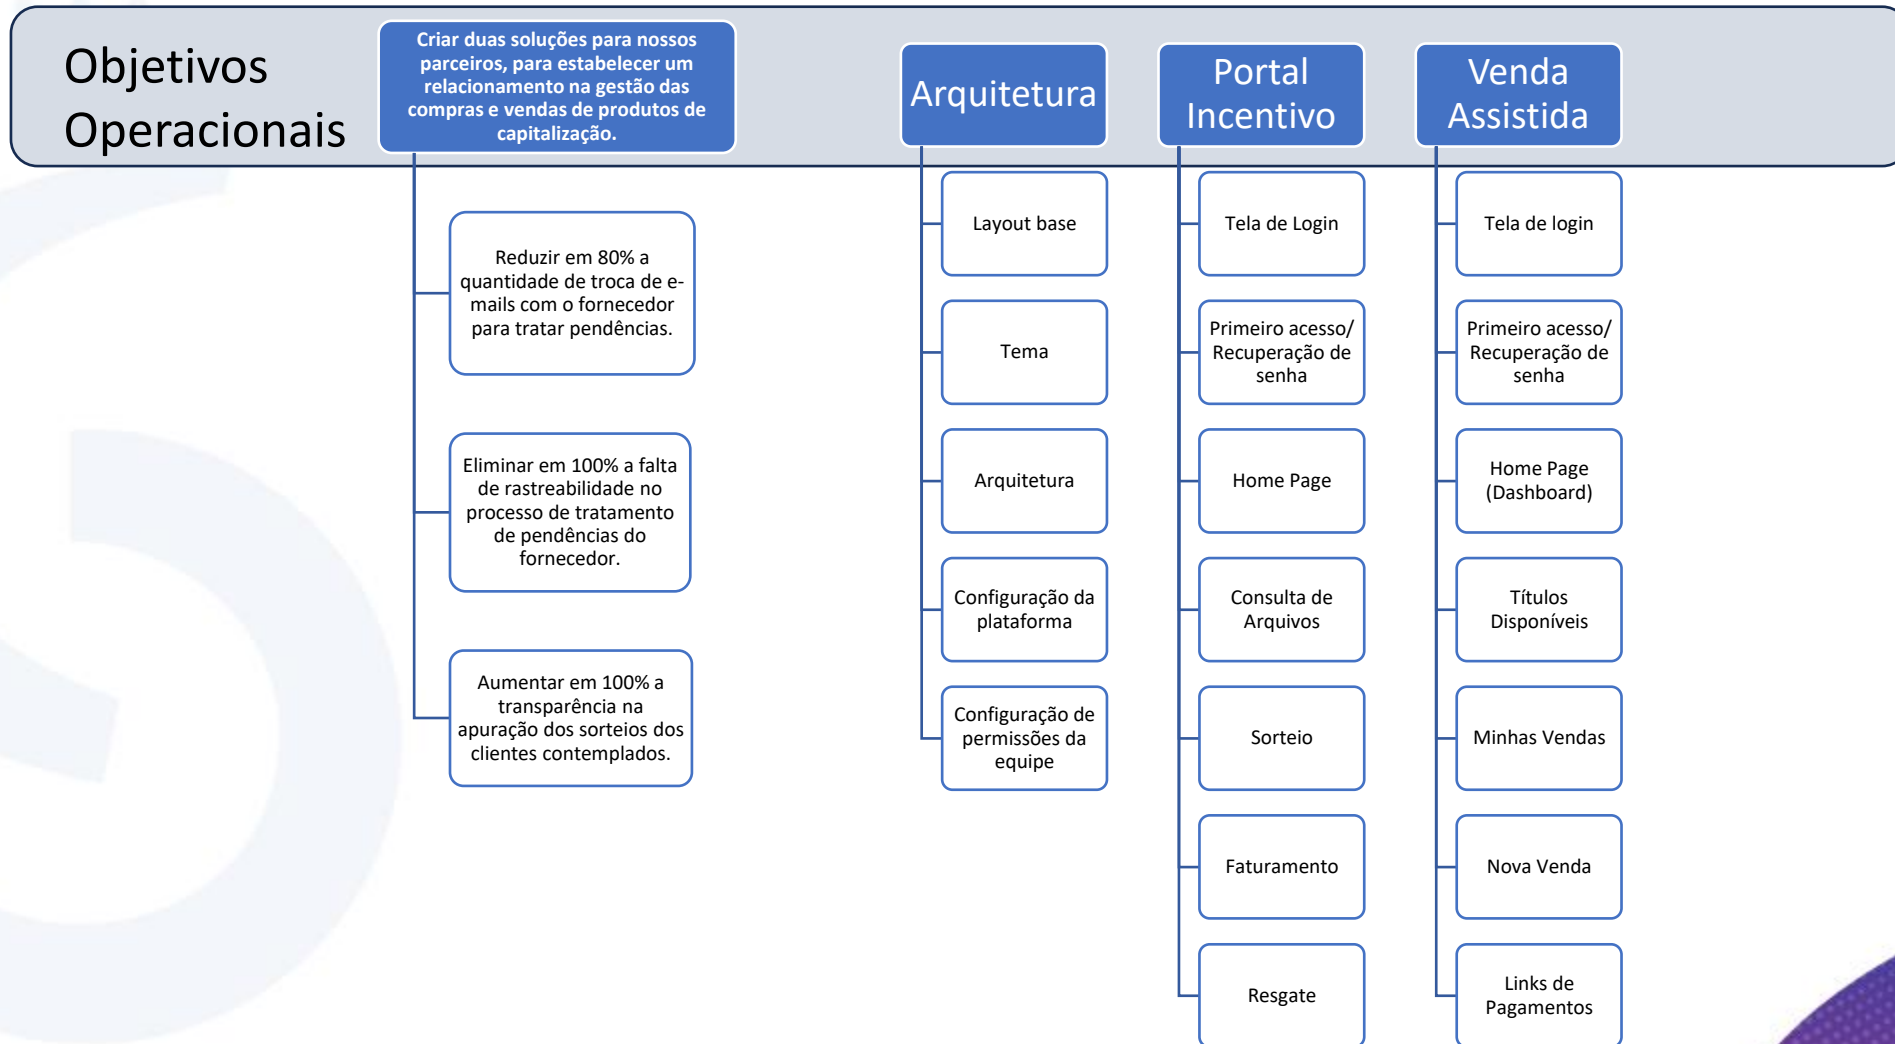 Objetivos
Operacionais
Criar duas soluções para nossos
parceiros, para estabelecer um
relacionamento na gestão das
compras e vendas de produtos de
capitalização.
Reduzir em 80% a
quantidade de troca de e-
mails com o fornecedor
para tratar pendências.
Eliminar em 100% a falta
de rastreabilidade no
processo de tratamento
de pendências do
fornecedor.
Aumentar em 100% a
transparência na
apuração dos sorteios dos
clientes contemplados.
Arquitetura
Layout base
Tema
Arquitetura
Configuração da
plataforma
Configuração de
permissões da
equipe
Portal
Incentivo
Tela de Login
Primeiro acesso/
Recuperação de
senha
Home Page
Consulta de
Arquivos
Sorteio
Faturamento
Resgate
Venda
Assistida
Tela de login
Primeiro acesso/
Recuperação de
senha
Home Page
(Dashboard)
Títulos
Disponíveis
Minhas Vendas
Nova Venda
Links de
Pagamentos